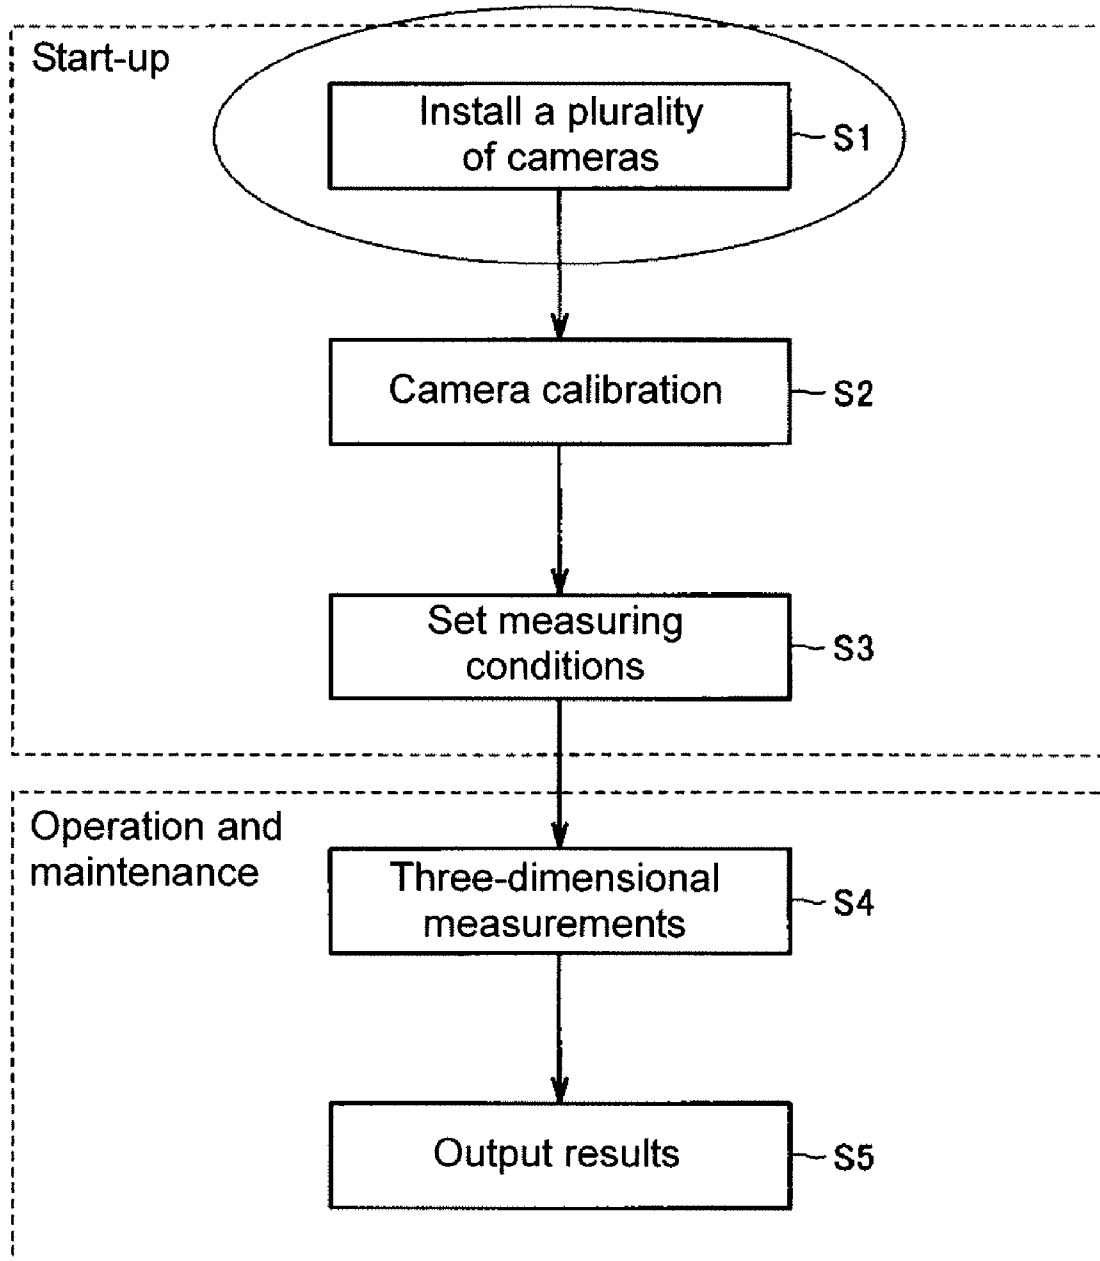 Start-up
Install a plurality
of cameras
S1
Camera calibration
S2
Set measuring
conditions
S3
Operation and
maintenance
Three-dimensional
measurements
S4
Output results
S5